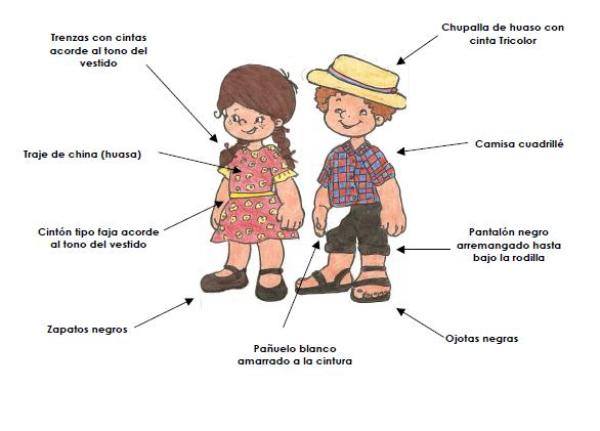 Trenzas con cintas
acorde al tono del
vestido
Chupalla de huaso con
cinta Tricolor
Traje de china (huasa)
Camisa cuadrillé
Cintón tipo faja acorde
al tono del vestido
Pantalón negro
arremangado hasta
bajo la rodilla
Zapatos negros
Pañuelo blanco
amarrado a la cintura
Ojotas negras